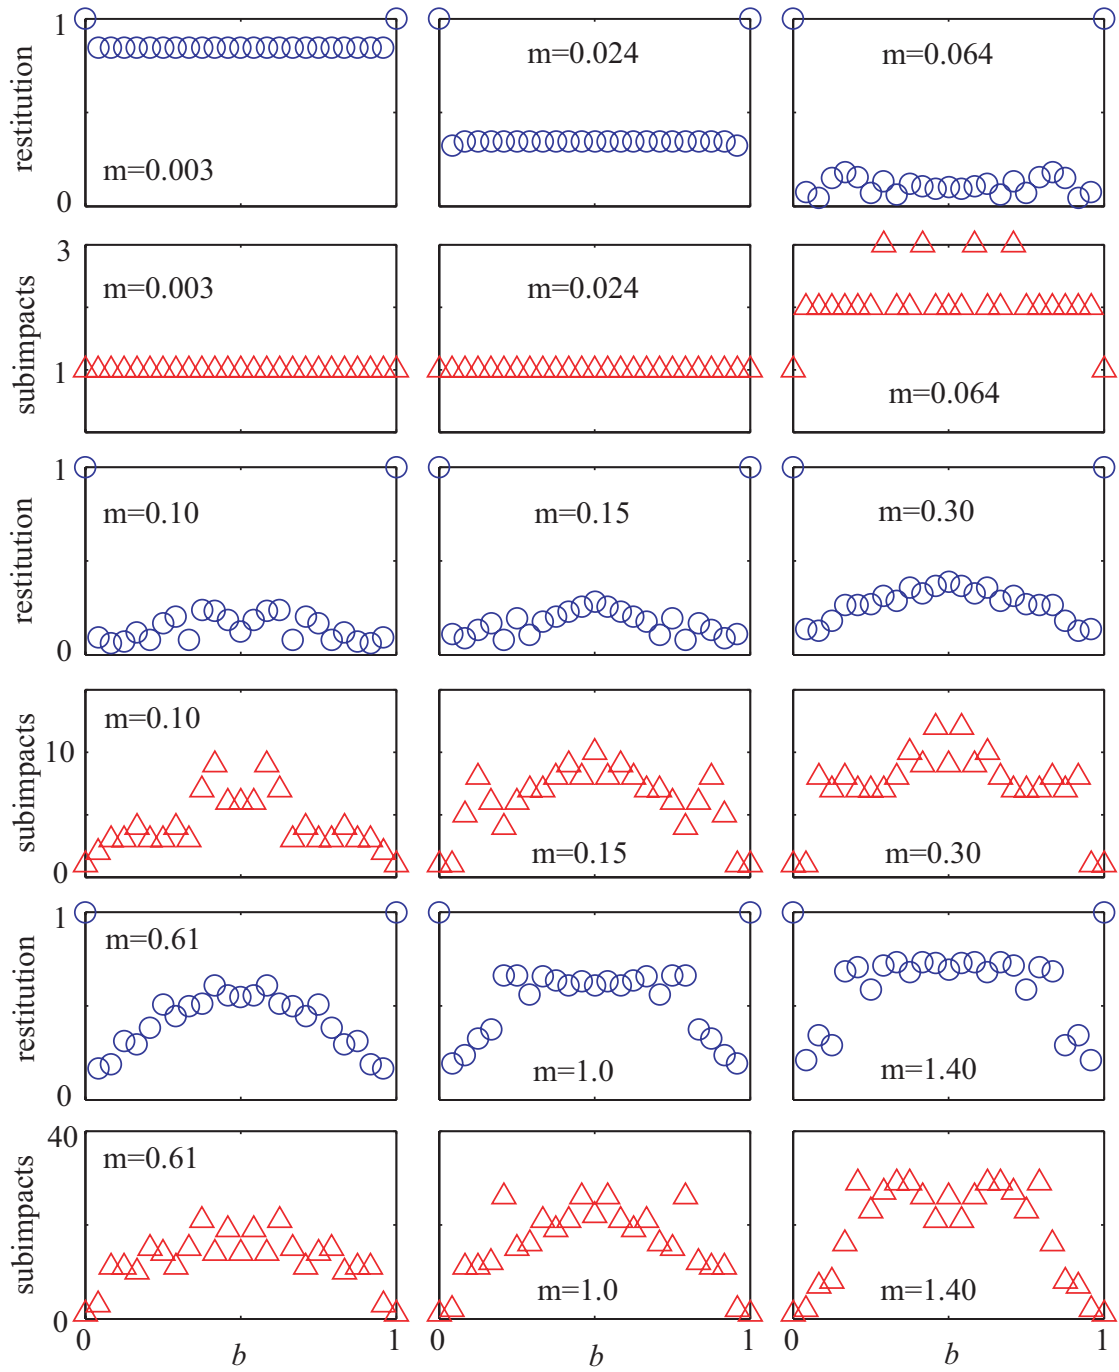 1
restitution
m=0.003
0
m=0.024
m=0.064
3
subimpacts
m=0.003
1
m=0.024
m=0.064
1
restitution
m=0.10
0
m=0.15
m=0.30
subimpacts
m=0.10
10
0
m=0.15
m=0.30
1
restitution
m=0.61
0
m=1.0
m=1.40
40
subimpacts
m=0.61
0
m=1.0
m=1.40
0
b
1
0
b
1
0
b
1